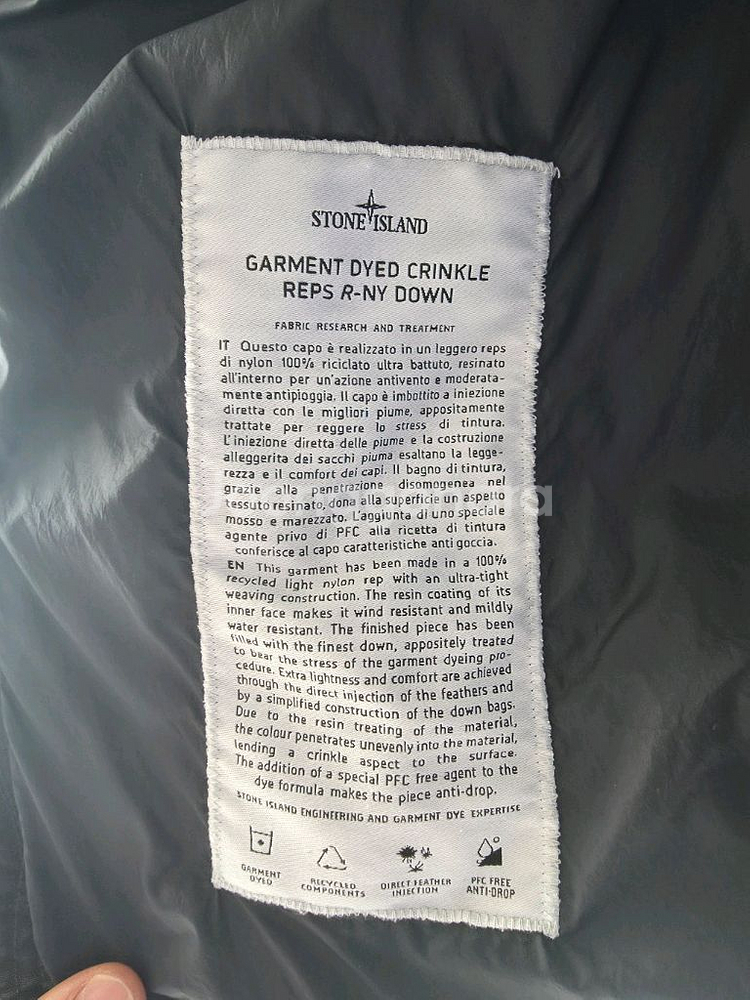 STONE ISLAND
GARMENT DYED CRINKLE
REPS R-NY DOWN
FABRIC RESEARCH AND TREATMENT
IT Questo capo è realizzato in un leggero reps
di nylon 100% riciclato ultra battuto, resinato
all'interno per un'azione antivento e moderata-
mente antipioggia. Il capo è imbottito a iniezione
diretta con le migliori piume, appositamente
trattate per reggere lo stress di tintura.
L'iniezione diretta delle piume e la costruzione
alleggerita dei sacchi piuma esaltano la legge-
rezza e il comfort dei capi. Il bagno di tintura,
grazie alla penetrazione disomogenea nel
tessuto resinato, dona alla superficie un aspetto
mosso e marezzato. L'aggiunta di uno speciale
agente privo di PFC alla ricetta di tintura
conferisce al capo caratteristiche anti goccia.
EN This garment has been made in a 100%
recycled light nylon rep with an ultra-tight
weaving construction. The resin coating of its
inner face makes it wind resistant and mildly
water resistant. The finished piece has been
filled with the finest down, appositely treated
to bear the stress of the garment dyeing pro-
cedure. Extra lightness and comfort are achieved
through the direct injection of the feathers and
by a simplified construction of the down bags.
Due to the resin treating of the material,
the colour penetrates unevenly into the material,
lending a crinkle aspect to the surface.
The addition of a special PFC free agent to the
dye formula makes the piece anti-drop.
STONE ISLAND ENGINEERING AND GARMENT DYE EXPERTISE
GARMENT DYED
RECYCLED COMPONENTS
DIRECT FEATHER INJECTION
PFC FREE ANTI-DROP